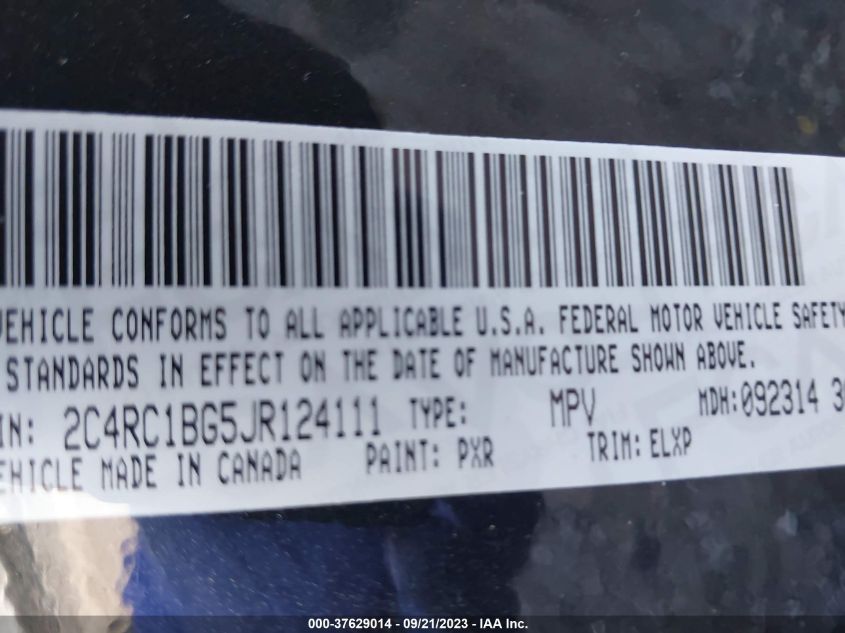 VEHICLE CONFORMS TO ALL APPLICABLE U.S.A. FEDERAL MOTOR VEHICLE SAFETY
STANDARDS IN EFFECT ON THE DATE OF MANUFACTURE SHOWN ABOVE.
IN: 2C4RC1BG5JR124111 TYPE: MPV MDH:092314
VEHICLE MADE IN CANADA PAINT: PXR TRIM: ELXP
000-37629014 - 09/21/2023 - IAA Inc.